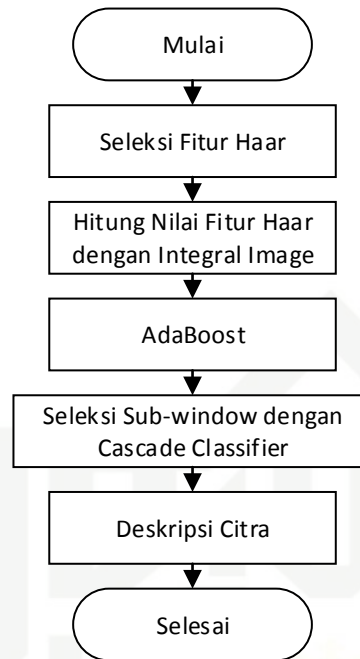 Mulai
Seleksi Fitur Haar
Hitung Nilai Fitur Haar
dengan Integral Image
AdaBoost
Seleksi Sub-window dengan
Cascade Classifier
Deskripsi Citra
Selesai